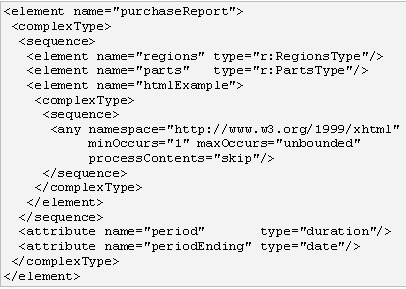 <element name="purchaseReport">
<complexType>
<sequence>
<element name="regions" type="r:RegionsType"/>
<element name="parts"   type="r:PartsType"/>
<element name="htmlExample">
<complexType>
<sequence>
<any namespace="http://www.w3.org/1999/xhtml"
minOccurs="1" maxOccurs="unbounded"
processContents="skip"/>
</sequence>
</complexType>
</element>
</sequence>
<attribute name="period"       type="duration"/>
<attribute name="periodEnding" type="date"/>
</complexType>
</element>